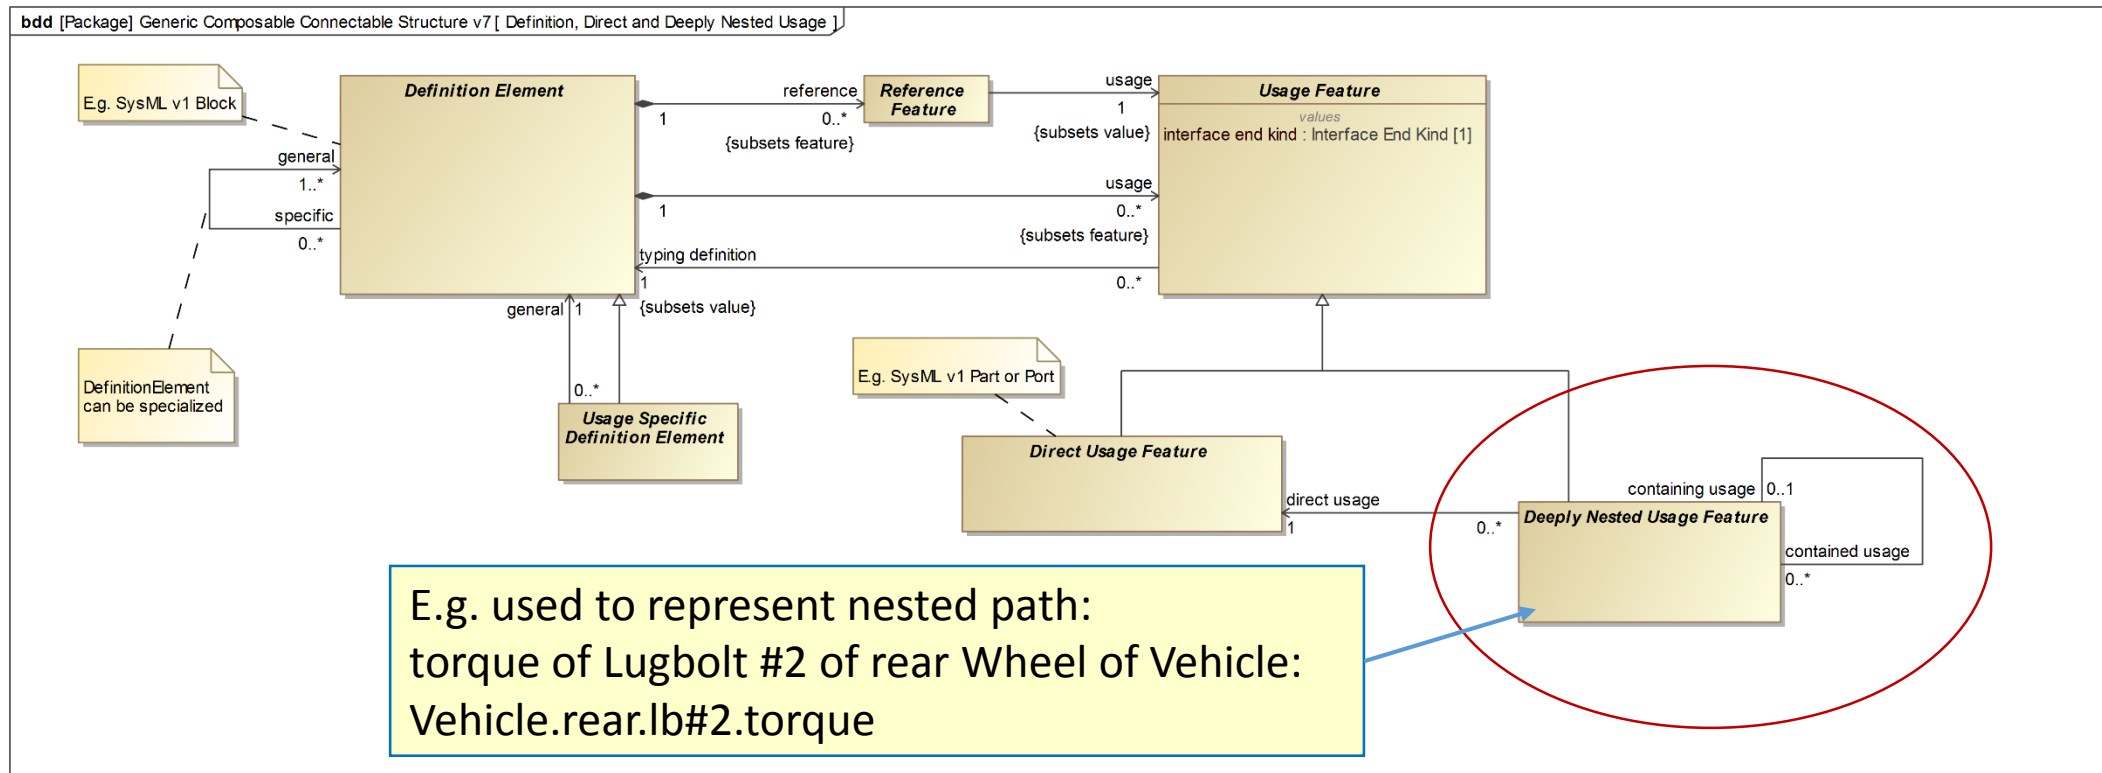 bdd [Package] Generic Composable Connectable Structure v7 [ Definition, Direct and Deeply Nested Usage ]
E.g. SysML v1 Block
Definition Element
reference
1
0..*
{subsets feature}
Reference
Feature
usage
1
{subsets value}
Usage Feature
values
interface end kind : Interface End Kind [1]
general
1..*
specific
0..*
usage
1
0..*
{subsets feature}
typing definition
1
0..*
{subsets value}
general
1
0..*
DefinitionElement
can be specialized
Usage Specific
Definition Element
E.g. SysML v1 Part or Port
Direct Usage Feature
direct usage
1
0..*
containing usage
0..1
Deeply Nested Usage Feature
contained usage
0..*
E.g. used to represent nested path:
torque of Lugbolt #2 of rear Wheel of Vehicle:
Vehicle.rear.lb#2.torque